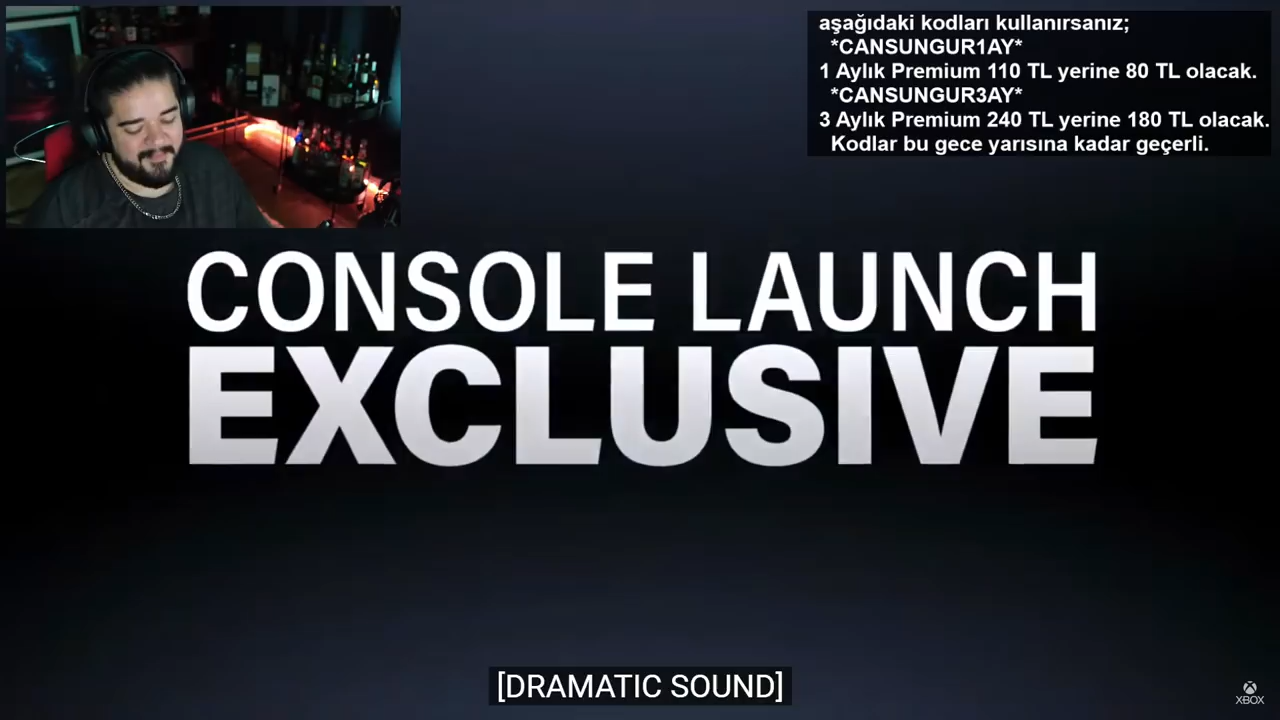 aşağıdaki kodları kullanırsanız;
*CANSUNGUR1AY*
1 Aylık Premium 110 TL yerine 80 TL olacak.
*CANSUNGUR3AY*
3 Aylık Premium 240 TL yerine 180 TL olacak.
Kodlar bu gece yarısına kadar geçerli.
CONSOLE LAUNCH
EXCLUSIVE
[DRAMATIC SOUND]
XBOX